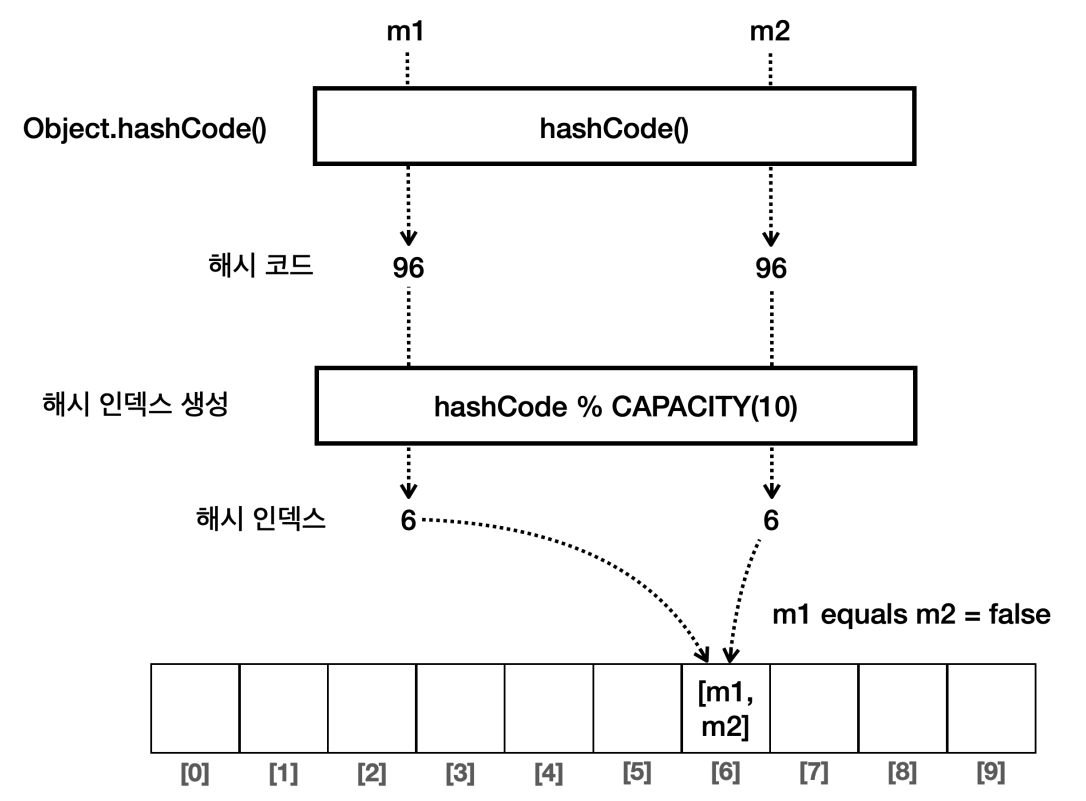 m1
m2
Object.hashCode()
hashCode()
해시 코드
96
96
해시 인덱스 생성
hashCode % CAPACITY(10)
해시 인덱스
6
6
m1 equals m2 = false
[m1,
m2]
[0]
[1]
[2]
[3]
[4]
[5]
[6]
[7]
[8]
[9]